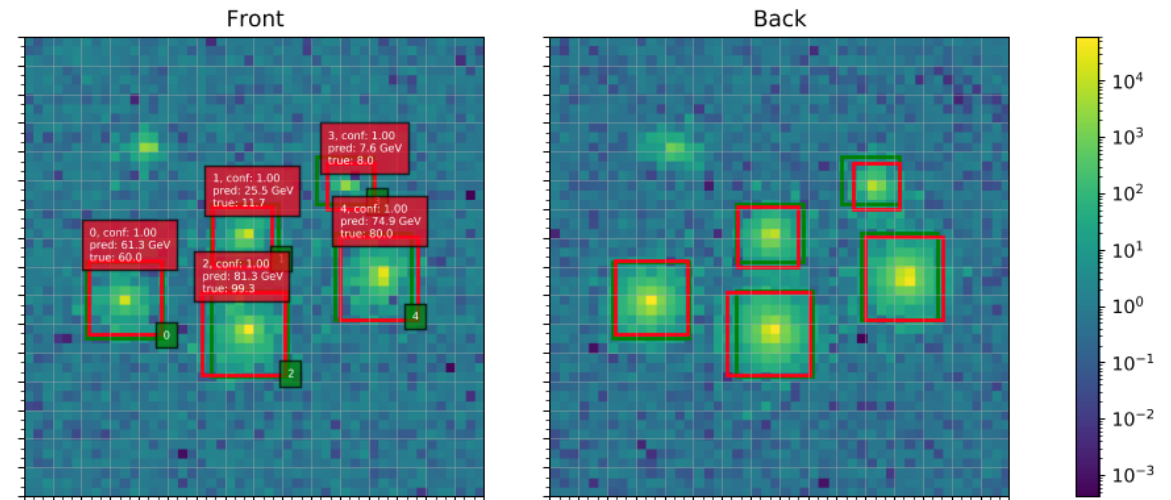 Front
Back
3, conf: 1.00
pred: 7.6 GeV
true: 8.0
1, conf: 1.00
pred: 25.5 GeV
true: 11.7
4, conf: 1.00
pred: 74.9 GeV
true: 80.0
0, conf: 1.00
pred: 61.3 GeV
true: 60.0
2, conf: 1.00
pred: 81.3 GeV
true: 99.3
0
4
2
10⁴
10³
10²
10¹
10⁰
10⁻¹
10⁻²
10⁻³